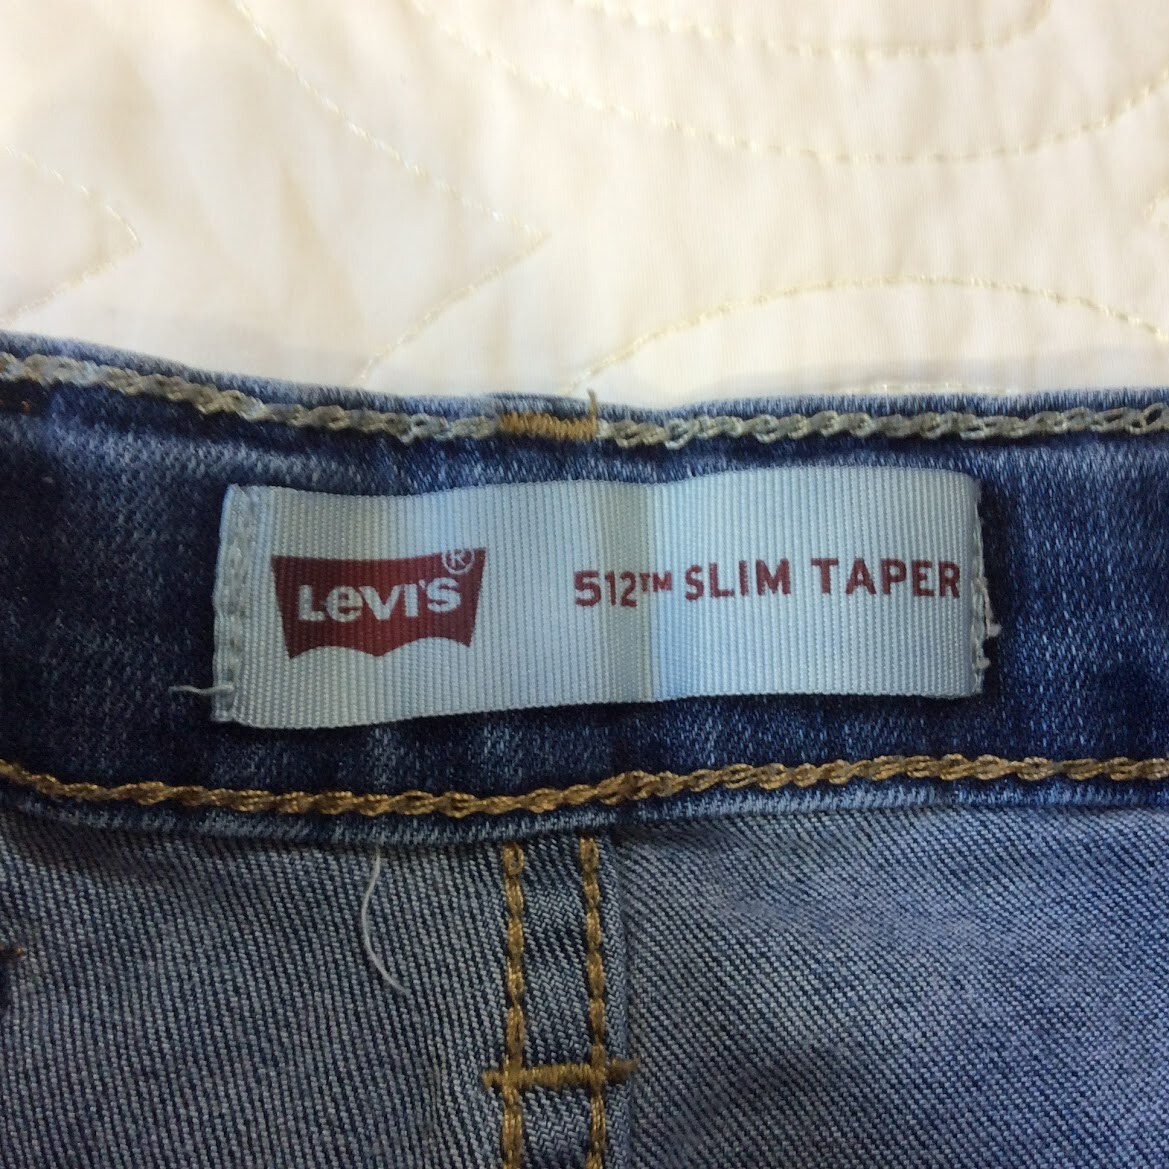 LEVI'S® 512™ SLIM TAPER